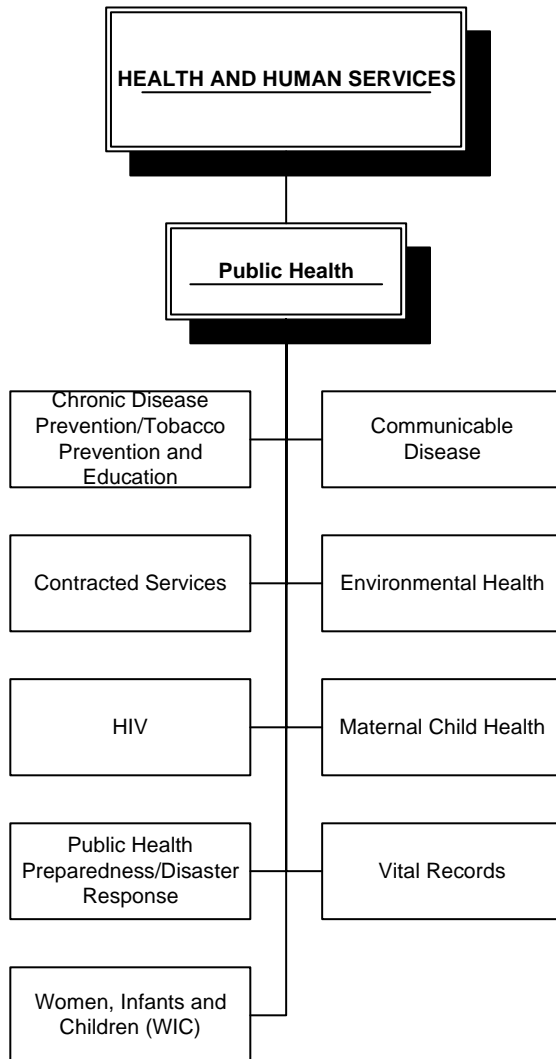 HEALTH AND HUMAN SERVICES
Public Health
Chronic Disease
Prevention/Tobacco
Prevention and
Education
Communicable
Disease
Contracted Services
Environmental Health
HIV
Maternal Child Health
Public Health
Preparedness/Disaster
Response
Vital Records
Women, Infants and
Children (WIC)